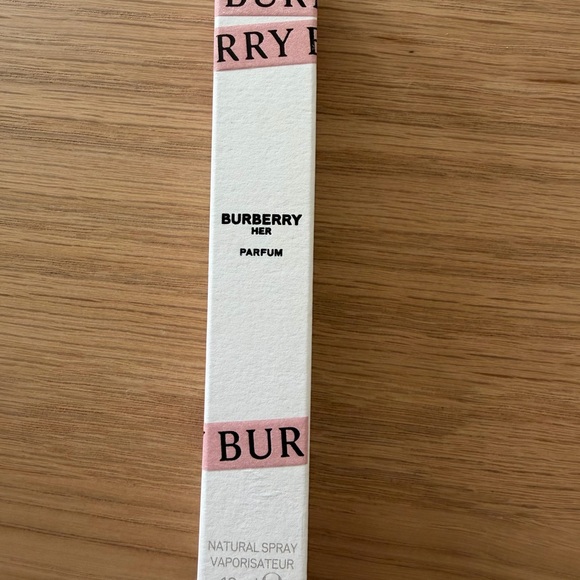 BUR
RRY
BURBERRY
HER
PARFUM
BUR
NATURAL SPRAY
VAPORISATEUR